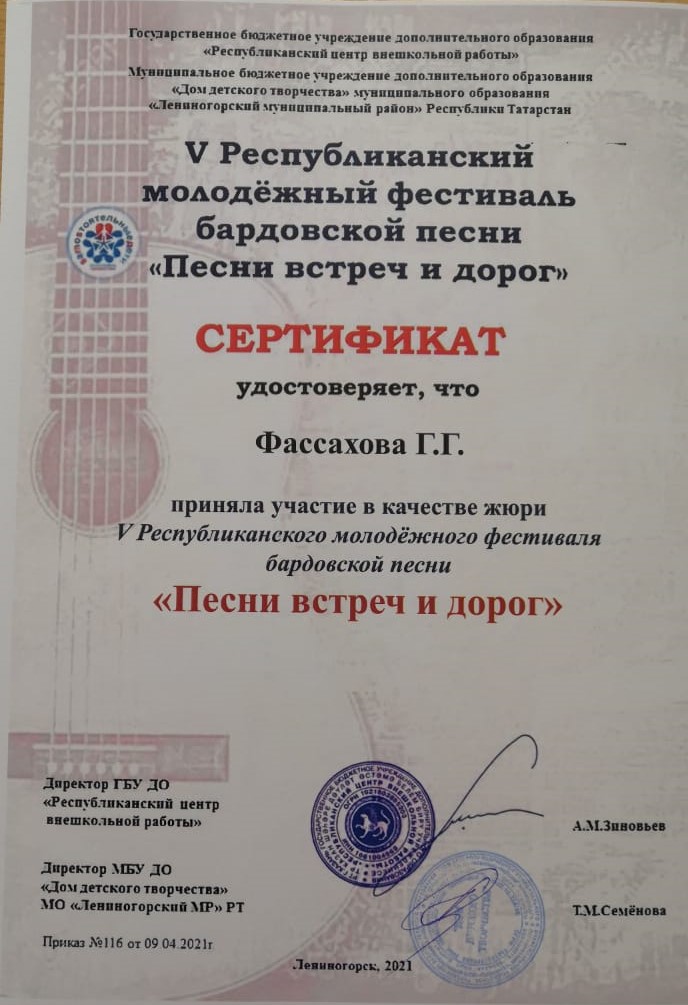 Государственное бюджетное учреждение дополнительного образования
«Республиканский центр внешкольной работы»
Муниципальное бюджетное учреждение дополнительного образования
«Дом детского творчества» муниципального образования
«Лениногорский муниципальный район» Республики Татарстан
V Республиканский
молодёжный фестиваль
бардовской песни
«Песни встреч и дорог»
СЕРТИФИКАТ
удостоверяет, что
Фассахова Г.Г.
приняла участие в качестве жюри
V Республиканского молодёжного фестиваля
бардовской песни
«Песни встреч и дорог»
Директор ГБУ ДО
«Республиканский центр
внешкольной работы»
А.М.Зиновьев
Директор МБУ ДО
«Дом детского творчества»
МО «Лениногорский МР» РТ
Т.М.Семёнова
Приказ №116 от 09 04.2021г
Лениногорск, 2021